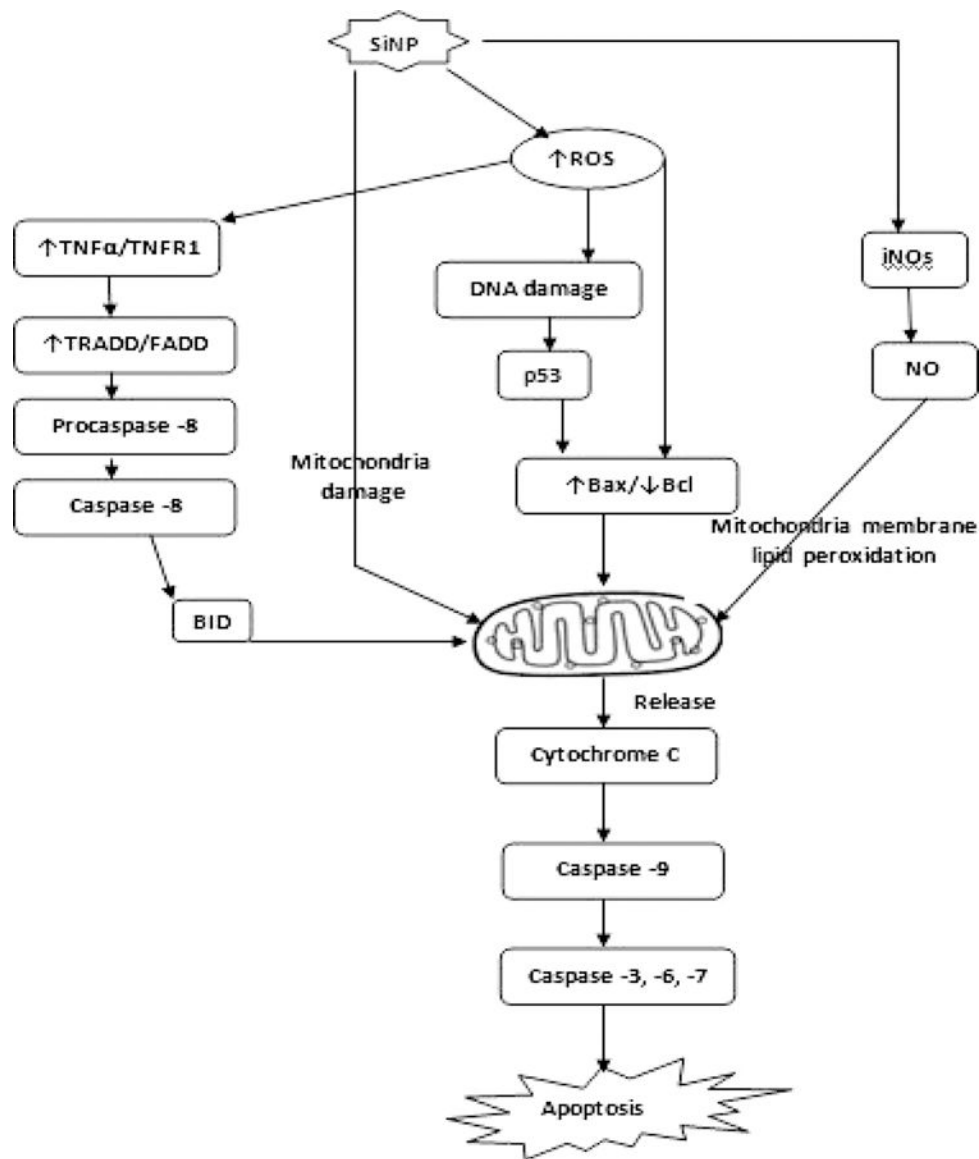 SiNP
↑ROS
↑TNFα/TNFR1
iNOs
DNA damage
↑TRADD/FADD
NO
p53
Procaspase -8
Mitochondria
damage
↑Bax/↓Bcl
Caspase -8
Mitochondria membrane
lipid peroxidation
BID
Release
Cytochrome C
Caspase -9
Caspase -3, -6, -7
Apoptosis